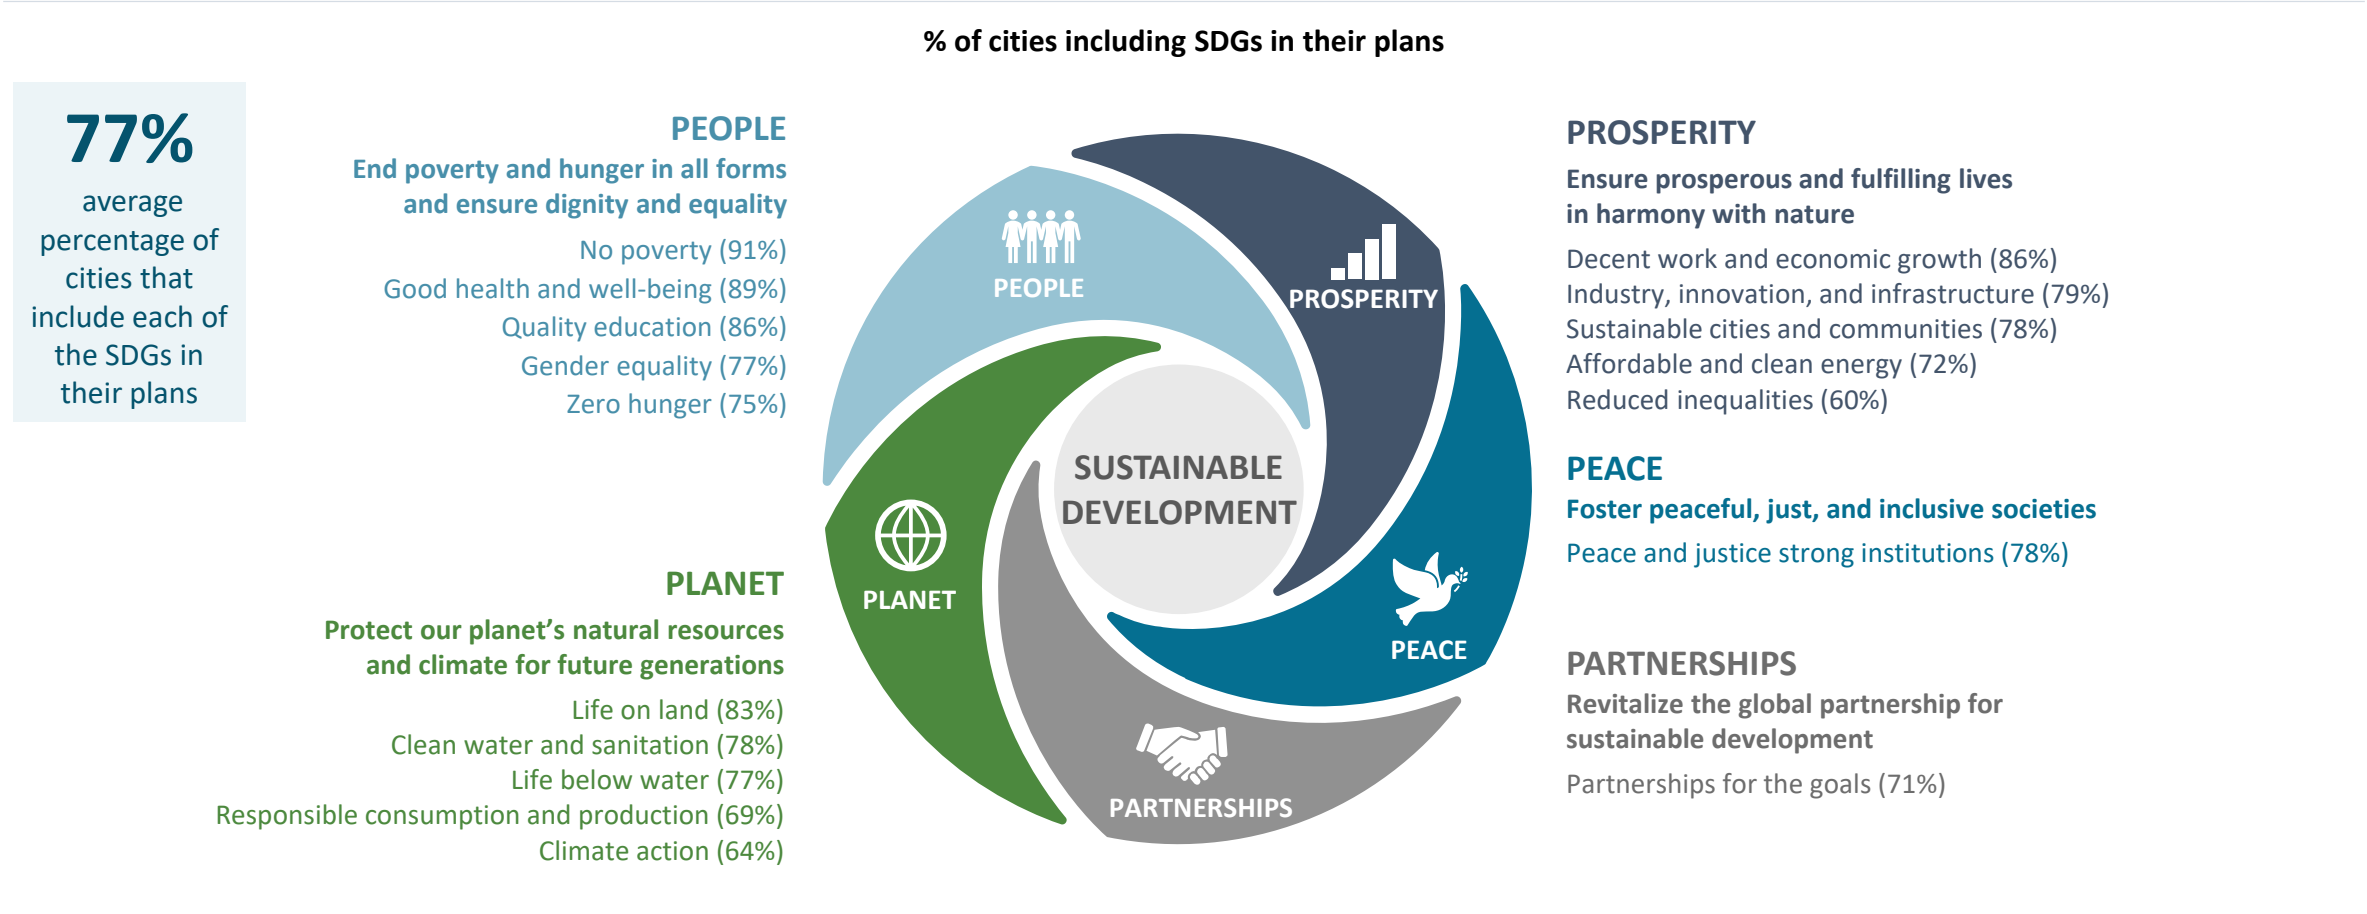 % of cities including SDGs in their plans
77%
average
percentage of
cities that
include each of
the SDGs in
their plans
PEOPLE
End poverty and hunger in all forms
and ensure dignity and equality
No poverty (91%)
Good health and well-being (89%)
Quality education (86%)
Gender equality (77%)
Zero hunger (75%)
PLANET
Protect our planet’s natural resources
and climate for future generations
Life on land (83%)
Clean water and sanitation (78%)
Life below water (77%)
Responsible consumption and production (69%)
Climate action (64%)
PEOPLE
PROSPERITY
SUSTAINABLE
DEVELOPMENT
PLANET
PEACE
PARTNERSHIPS
PROSPERITY
Ensure prosperous and fulfilling lives
in harmony with nature
Decent work and economic growth (86%)
Industry, innovation, and infrastructure (79%)
Sustainable cities and communities (78%)
Affordable and clean energy (72%)
Reduced inequalities (60%)
PEACE
Foster peaceful, just, and inclusive societies
Peace and justice strong institutions (78%)
PARTNERSHIPS
Revitalize the global partnership for
sustainable development
Partnerships for the goals (71%)